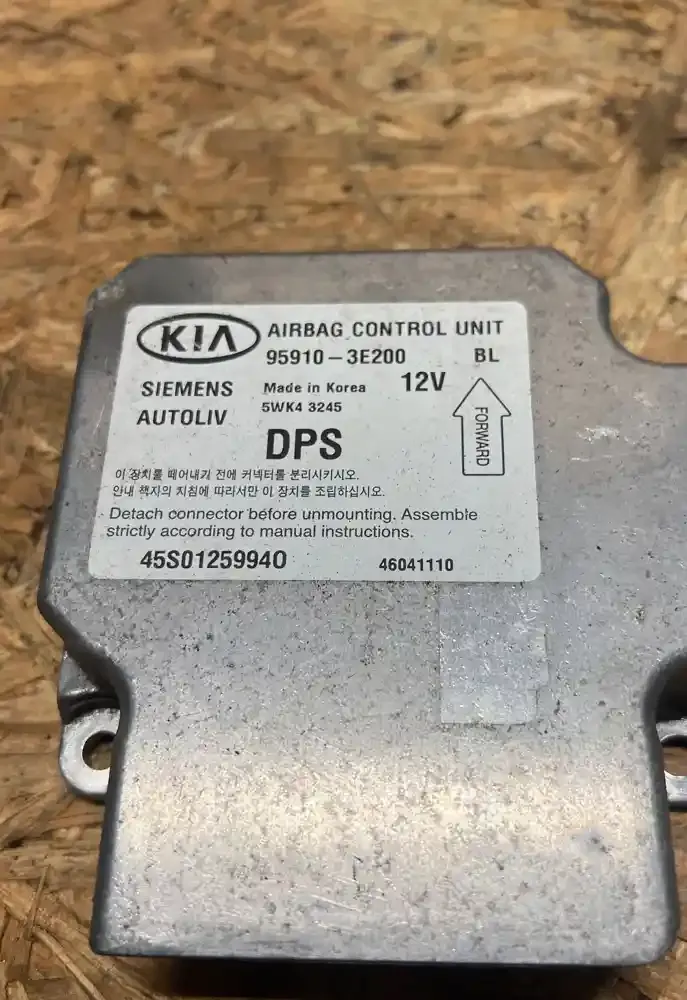 KIA AIRBAG CONTROL UNIT
95910-3E200 BL
SIEMENS Made in Korea 12V
AUTOLIV 5WK4 3245
DPS
FORWARD
이 장치를 떼어내기 전에 커넥터를 분리시키시오.
안내 책자의 지침에 따라서만 이 장치를 조립하십시오.
Detach connector before unmounting. Assemble
strictly according to manual instructions.
45S01259940 46041110